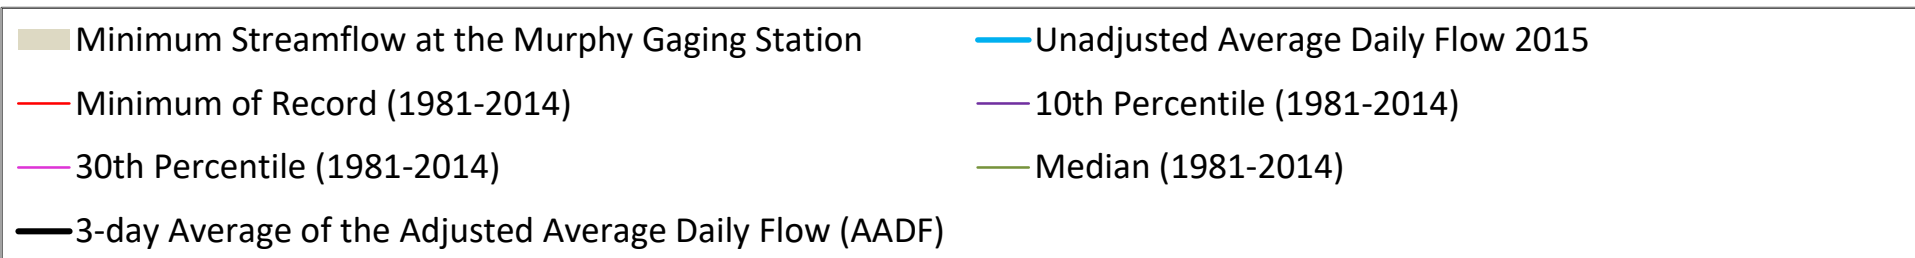 Minimum Streamflow at the Murphy Gaging Station
Unadjusted Average Daily Flow 2015
Minimum of Record (1981-2014)
10th Percentile (1981-2014)
30th Percentile (1981-2014)
Median (1981-2014)
3-day Average of the Adjusted Average Daily Flow (AADF)